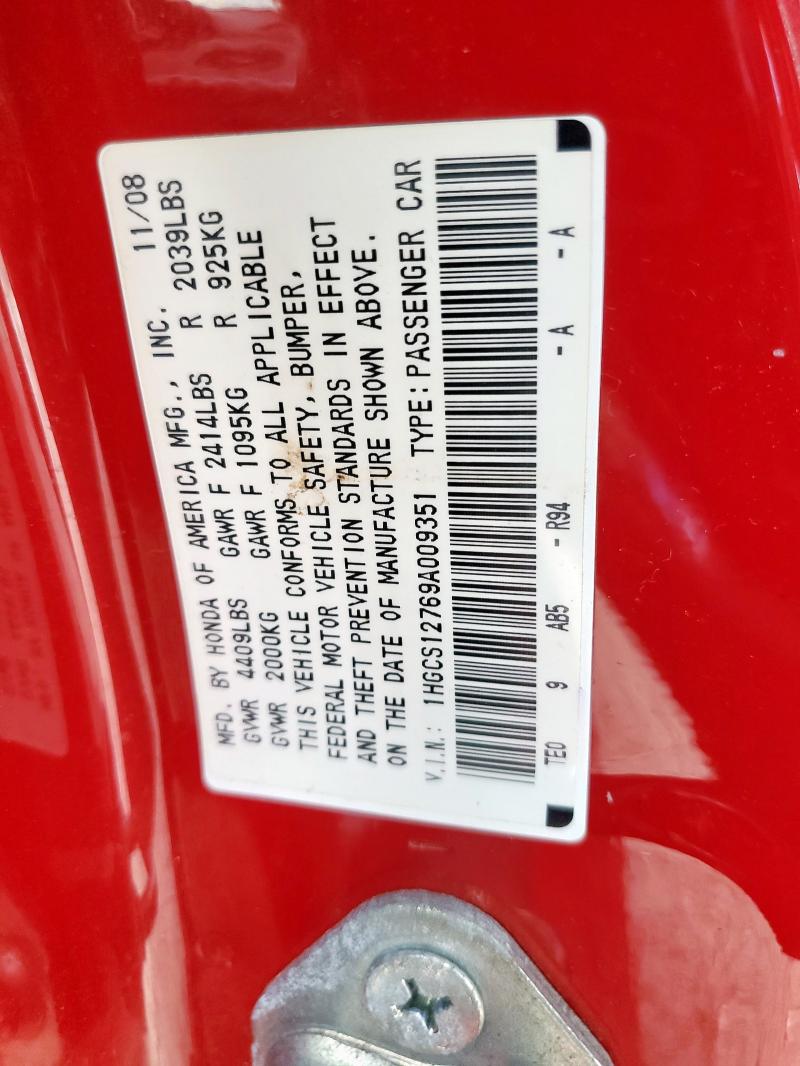 MFD. BY HONDA OF AMERICA MFG., INC. 11/08
GVWR 4409LBS GAWR F 2414LBS R 2039LBS
GVWR 2000KG GAWR F 1095KG R 925KG
THIS VEHICLE CONFORMS TO ALL APPLICABLE
FEDERAL MOTOR VEHICLE SAFETY, BUMPER,
AND THEFT PREVENTION STANDARDS IN EFFECT
ON THE DATE OF MANUFACTURE SHOWN ABOVE.
V.I.N.: 1HGCS12769A009351 TYPE:PASSENGER CAR
TE0 9 AB5 - R94 - A - A